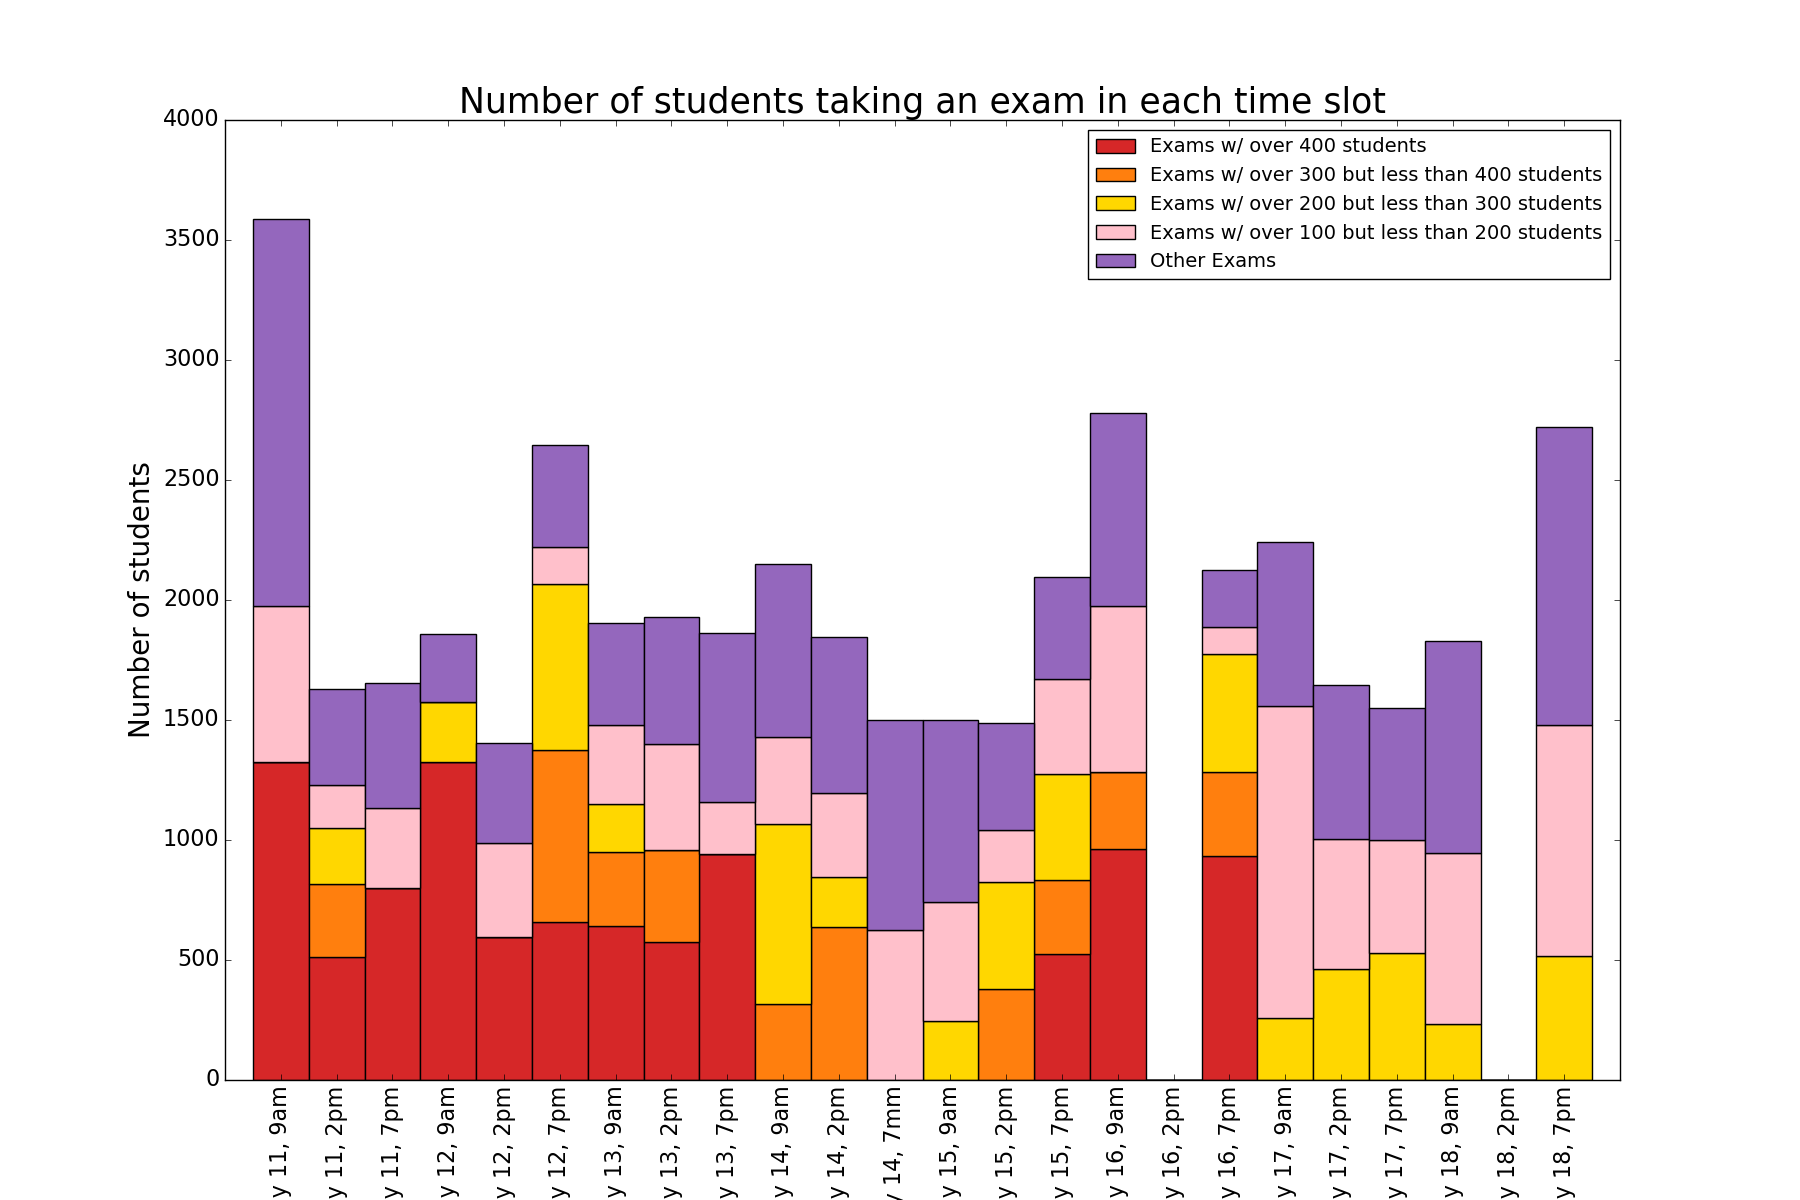 Number of students taking an exam in each time slot
Exams w/ over 400 students
Exams w/ over 300 but less than 400 students
Exams w/ over 200 but less than 300 students
Exams w/ over 100 but less than 200 students
Other Exams
Number of students
4000
3500
3000
2500
2000
1500
1000
500
0
y 11, 9am
y 11, 2pm
y 11, 7pm
y 12, 9am
y 12, 2pm
y 12, 7pm
y 13, 9am
y 13, 2pm
y 13, 7pm
y 14, 9am
y 14, 2pm
y 14, 7mm
y 15, 9am
y 15, 2pm
y 15, 7pm
y 16, 9am
y 16, 2pm
y 16, 7pm
y 17, 9am
y 17, 2pm
y 17, 7pm
y 18, 9am
y 18, 2pm
y 18, 7pm